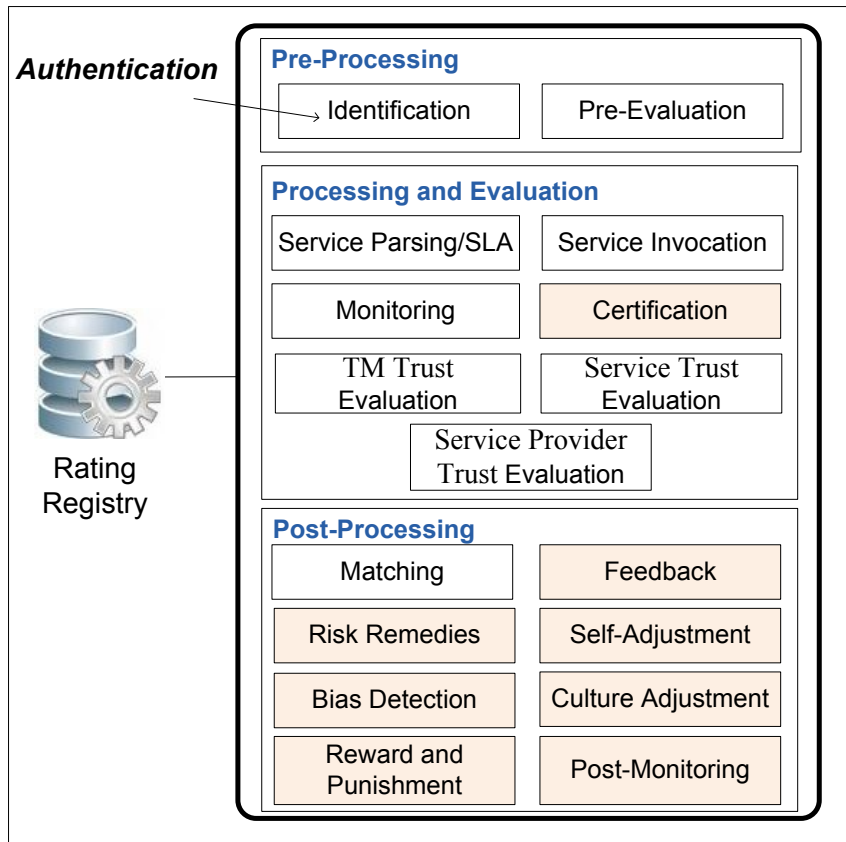 Authentication
Pre-Processing
Identification
Pre-Evaluation
Processing and Evaluation
Service Parsing/SLA
Service Invocation
Monitoring
Certification
TM Trust
Evaluation
Service Trust
Evaluation
Service Provider
Trust Evaluation
Rating
Registry
Post-Processing
Matching
Feedback
Risk Remedies
Self-Adjustment
Bias Detection
Culture Adjustment
Reward and
Punishment
Post-Monitoring